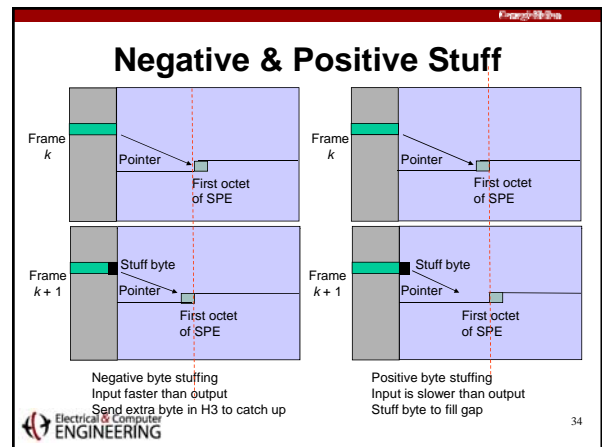 Carnegie Mellon
Negative & Positive Stuff
Frame
k
Pointer
First octet
of SPE
Frame
k + 1
Stuff byte
Pointer
First octet
of SPE
Negative byte stuffing
Input faster than output
Send extra byte in H3 to catch up
Frame
k
Pointer
First octet
of SPE
Frame
k + 1
Stuff byte
Pointer
First octet
of SPE
Positive byte stuffing
Input is slower than output
Stuff byte to fill gap
Electrical & Computer
ENGINEERING
34